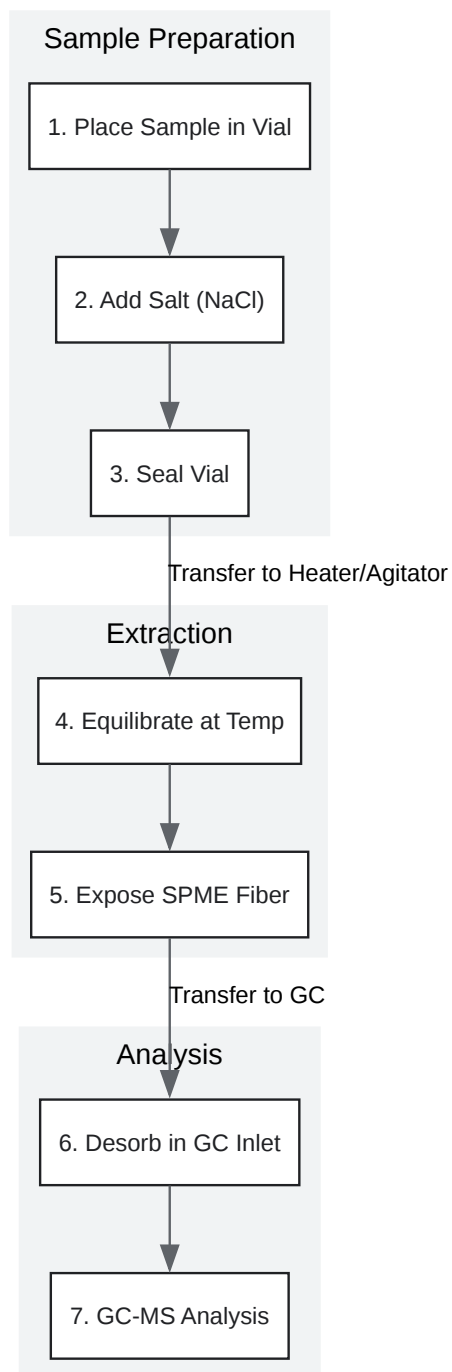 Sample Preparation
1. Place Sample in Vial
2. Add Salt (NaCl)
3. Seal Vial
Transfer to Heater/Agitator
Extraction
4. Equilibrate at Temp
5. Expose SPME Fiber
Transfer to GC
Analysis
6. Desorb in GC Inlet
7. GC-MS Analysis